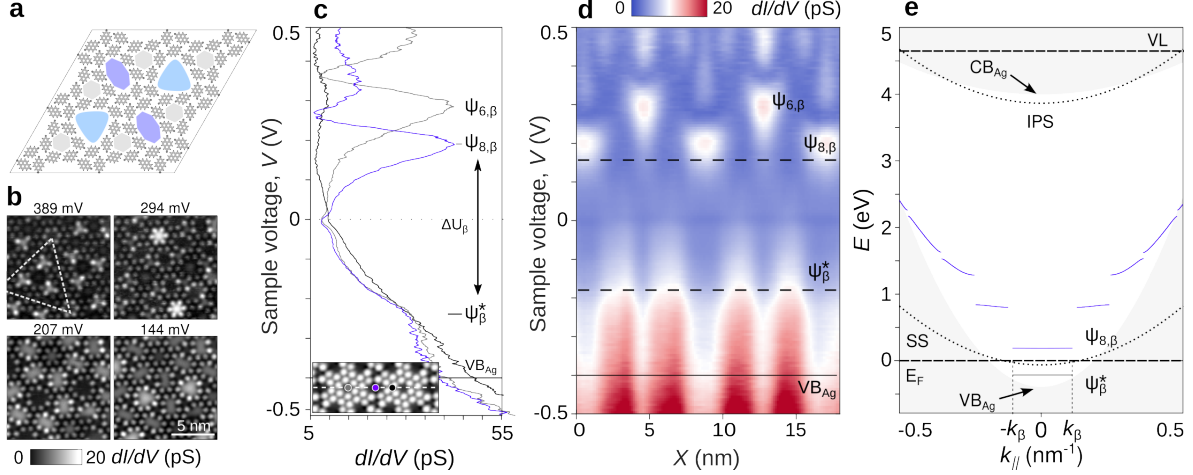 a
b
389 mV
294 mV
207 mV
144 mV
5 nm
0
20
dI/dV (pS)
c
0.5
0
-0.5
Sample voltage, V (V)
ψ6,β
ψ8,β
ΔUβ
ψ*β
VBAg
5
55
dI/dV (pS)
d
0
20
dI/dV (pS)
0.5
0
-0.5
Sample voltage, V (V)
ψ6,β
ψ8,β
ψ*β
VBAg
0
5
10
15
X (nm)
e
5
4
3
2
1
0
E (eV)
VL
CBAg
IPS
SS
EF
ψ8,β
ψ*β
VBAg
-0.5
-kβ
0
kβ
0.5
k// (nm-1)